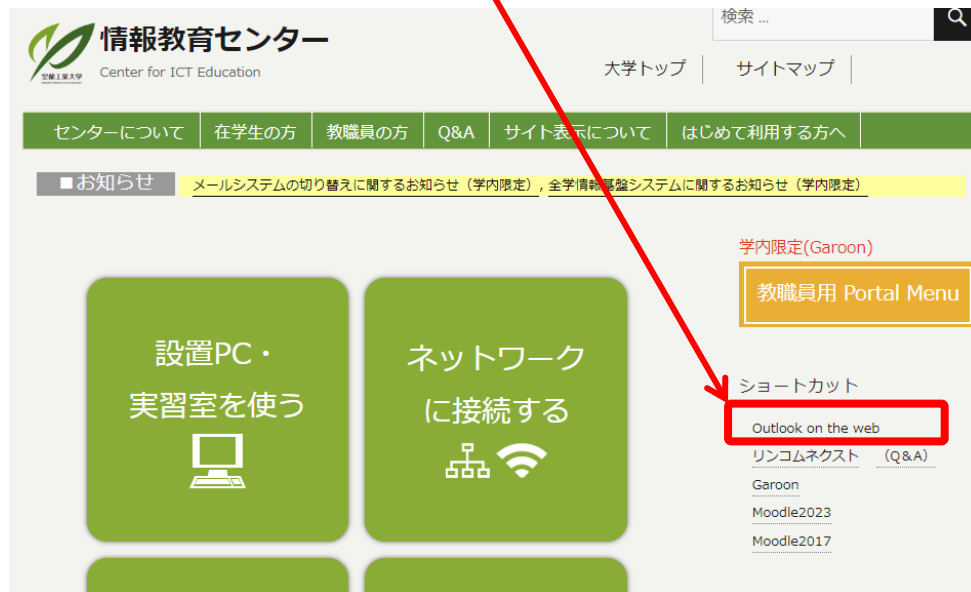 検索 ...
情報教育センター
Center for ICT Education
室蘭工業大学
大学トップ
サイトマップ
センターについて
在学生の方
教職員の方
Q&A
サイト表示について
はじめて利用する方へ
■お知らせ
メールシステムの切り替えに関するお知らせ（学内限定）, 全学情報基盤システムに関するお知らせ（学内限定）
学内限定(Garoon)
教職員用 Portal Menu
設置PC・
実習室を使う
ネットワーク
に接続する
ショートカット
Outlook on the web
リンコムネクスト （Q&A）
Garoon
Moodle2023
Moodle2017